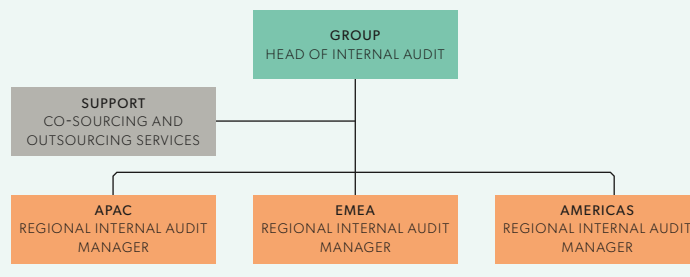 GROUP
HEAD OF INTERNAL AUDIT
SUPPORT
CO-SOURCING AND
OUTSOURCING SERVICES
APAC
REGIONAL INTERNAL AUDIT
MANAGER
EMEA
REGIONAL INTERNAL AUDIT
MANAGER
AMERICAS
REGIONAL INTERNAL AUDIT
MANAGER